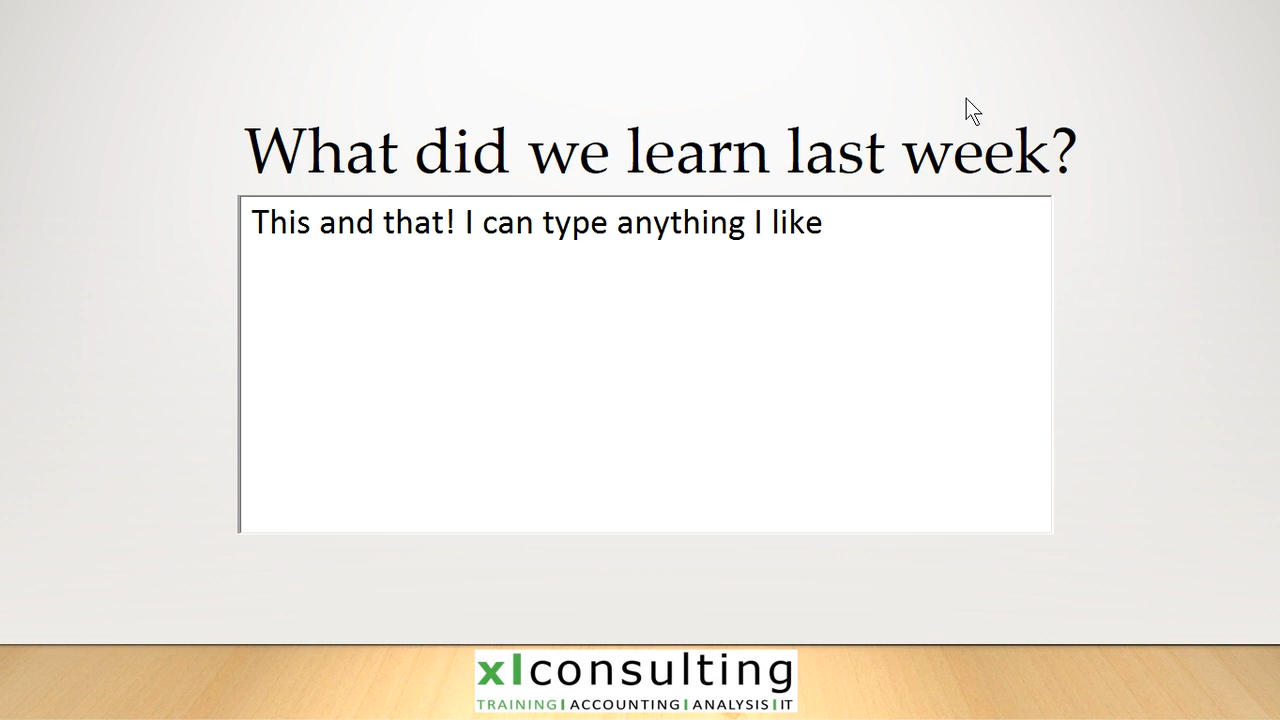 What did we learn last week?
This and that! I can type anything I like
xlconsulting
TRAINING|ACCOUNTING|ANALYSIS|IT